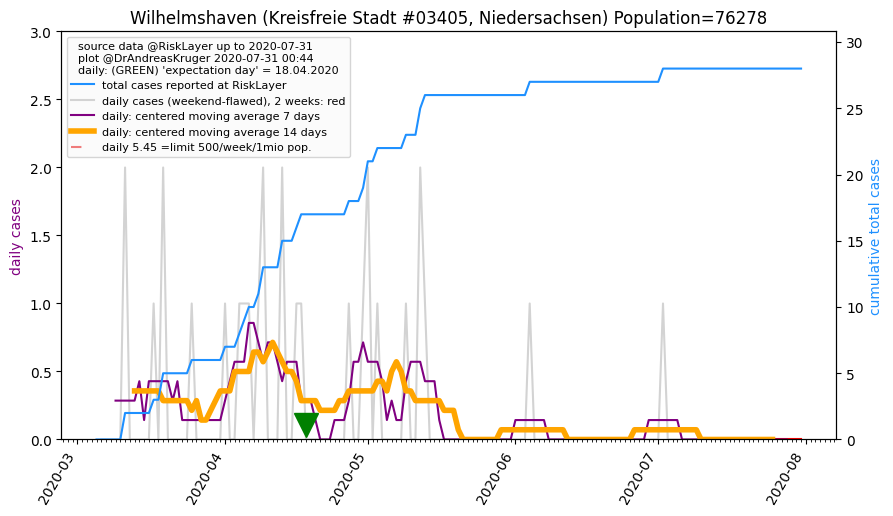 Wilhelmshaven (Kreisfreie Stadt #03405, Niedersachsen) Population=76278
source data @RiskLayer up to 2020-07-31
plot @DrAndreasKruger 2020-07-31 00:44
daily: (GREEN) 'expectation day' = 18.04.2020
total cases reported at RiskLayer
daily cases (weekend-flawed), 2 weeks: red
daily: centered moving average 7 days
daily: centered moving average 14 days
daily 5.45 =limit 500/week/1mio pop.
daily cases
3.0
2.5
2.0
1.5
1.0
0.5
0.0
30
25
20
15
10
5
0
cumulative total cases
2020-03
2020-04
2020-05
2020-06
2020-07
2020-08